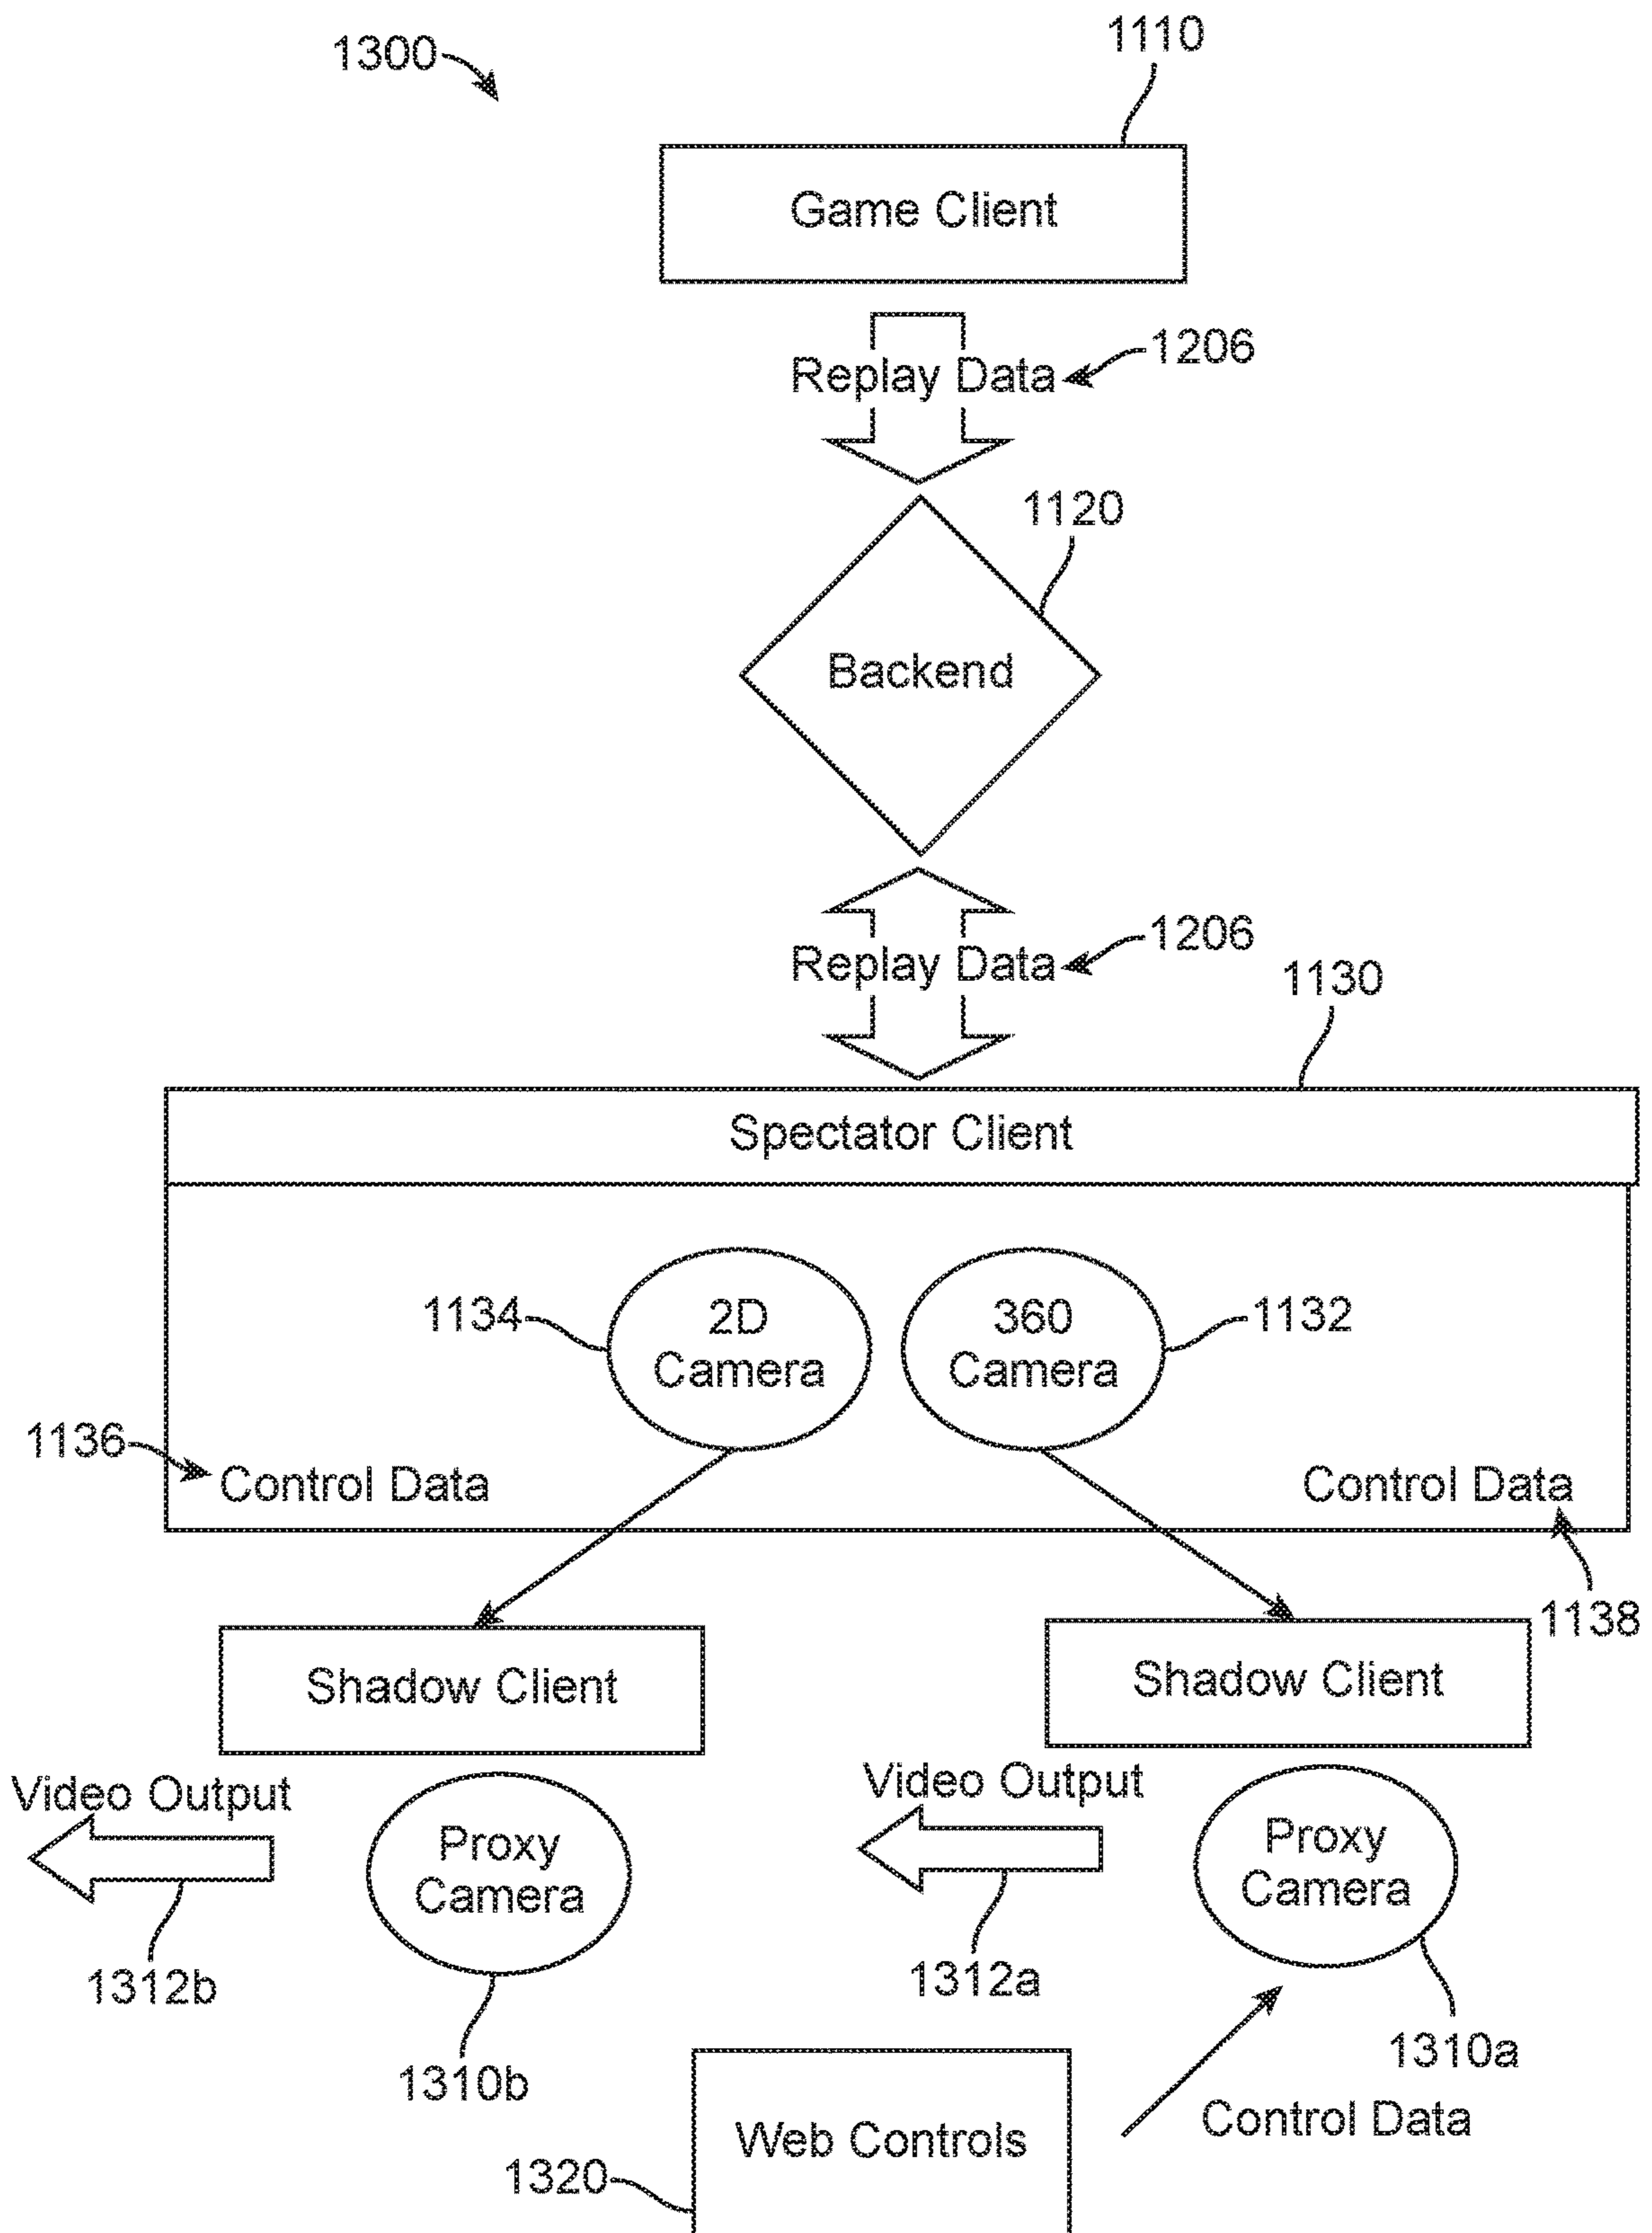 1300
1110
Game Client
Replay Data
1206
1120
Backend
Replay Data
1206
1130
Spectator Client
1134
2D
Camera
360
Camera
1132
1136
Control Data
Control Data
1138
Shadow Client
Shadow Client
Video Output
Proxy
Camera
1312b
1310b
Video Output
Proxy
Camera
1312a
1310a
Web Controls
Control Data
1320